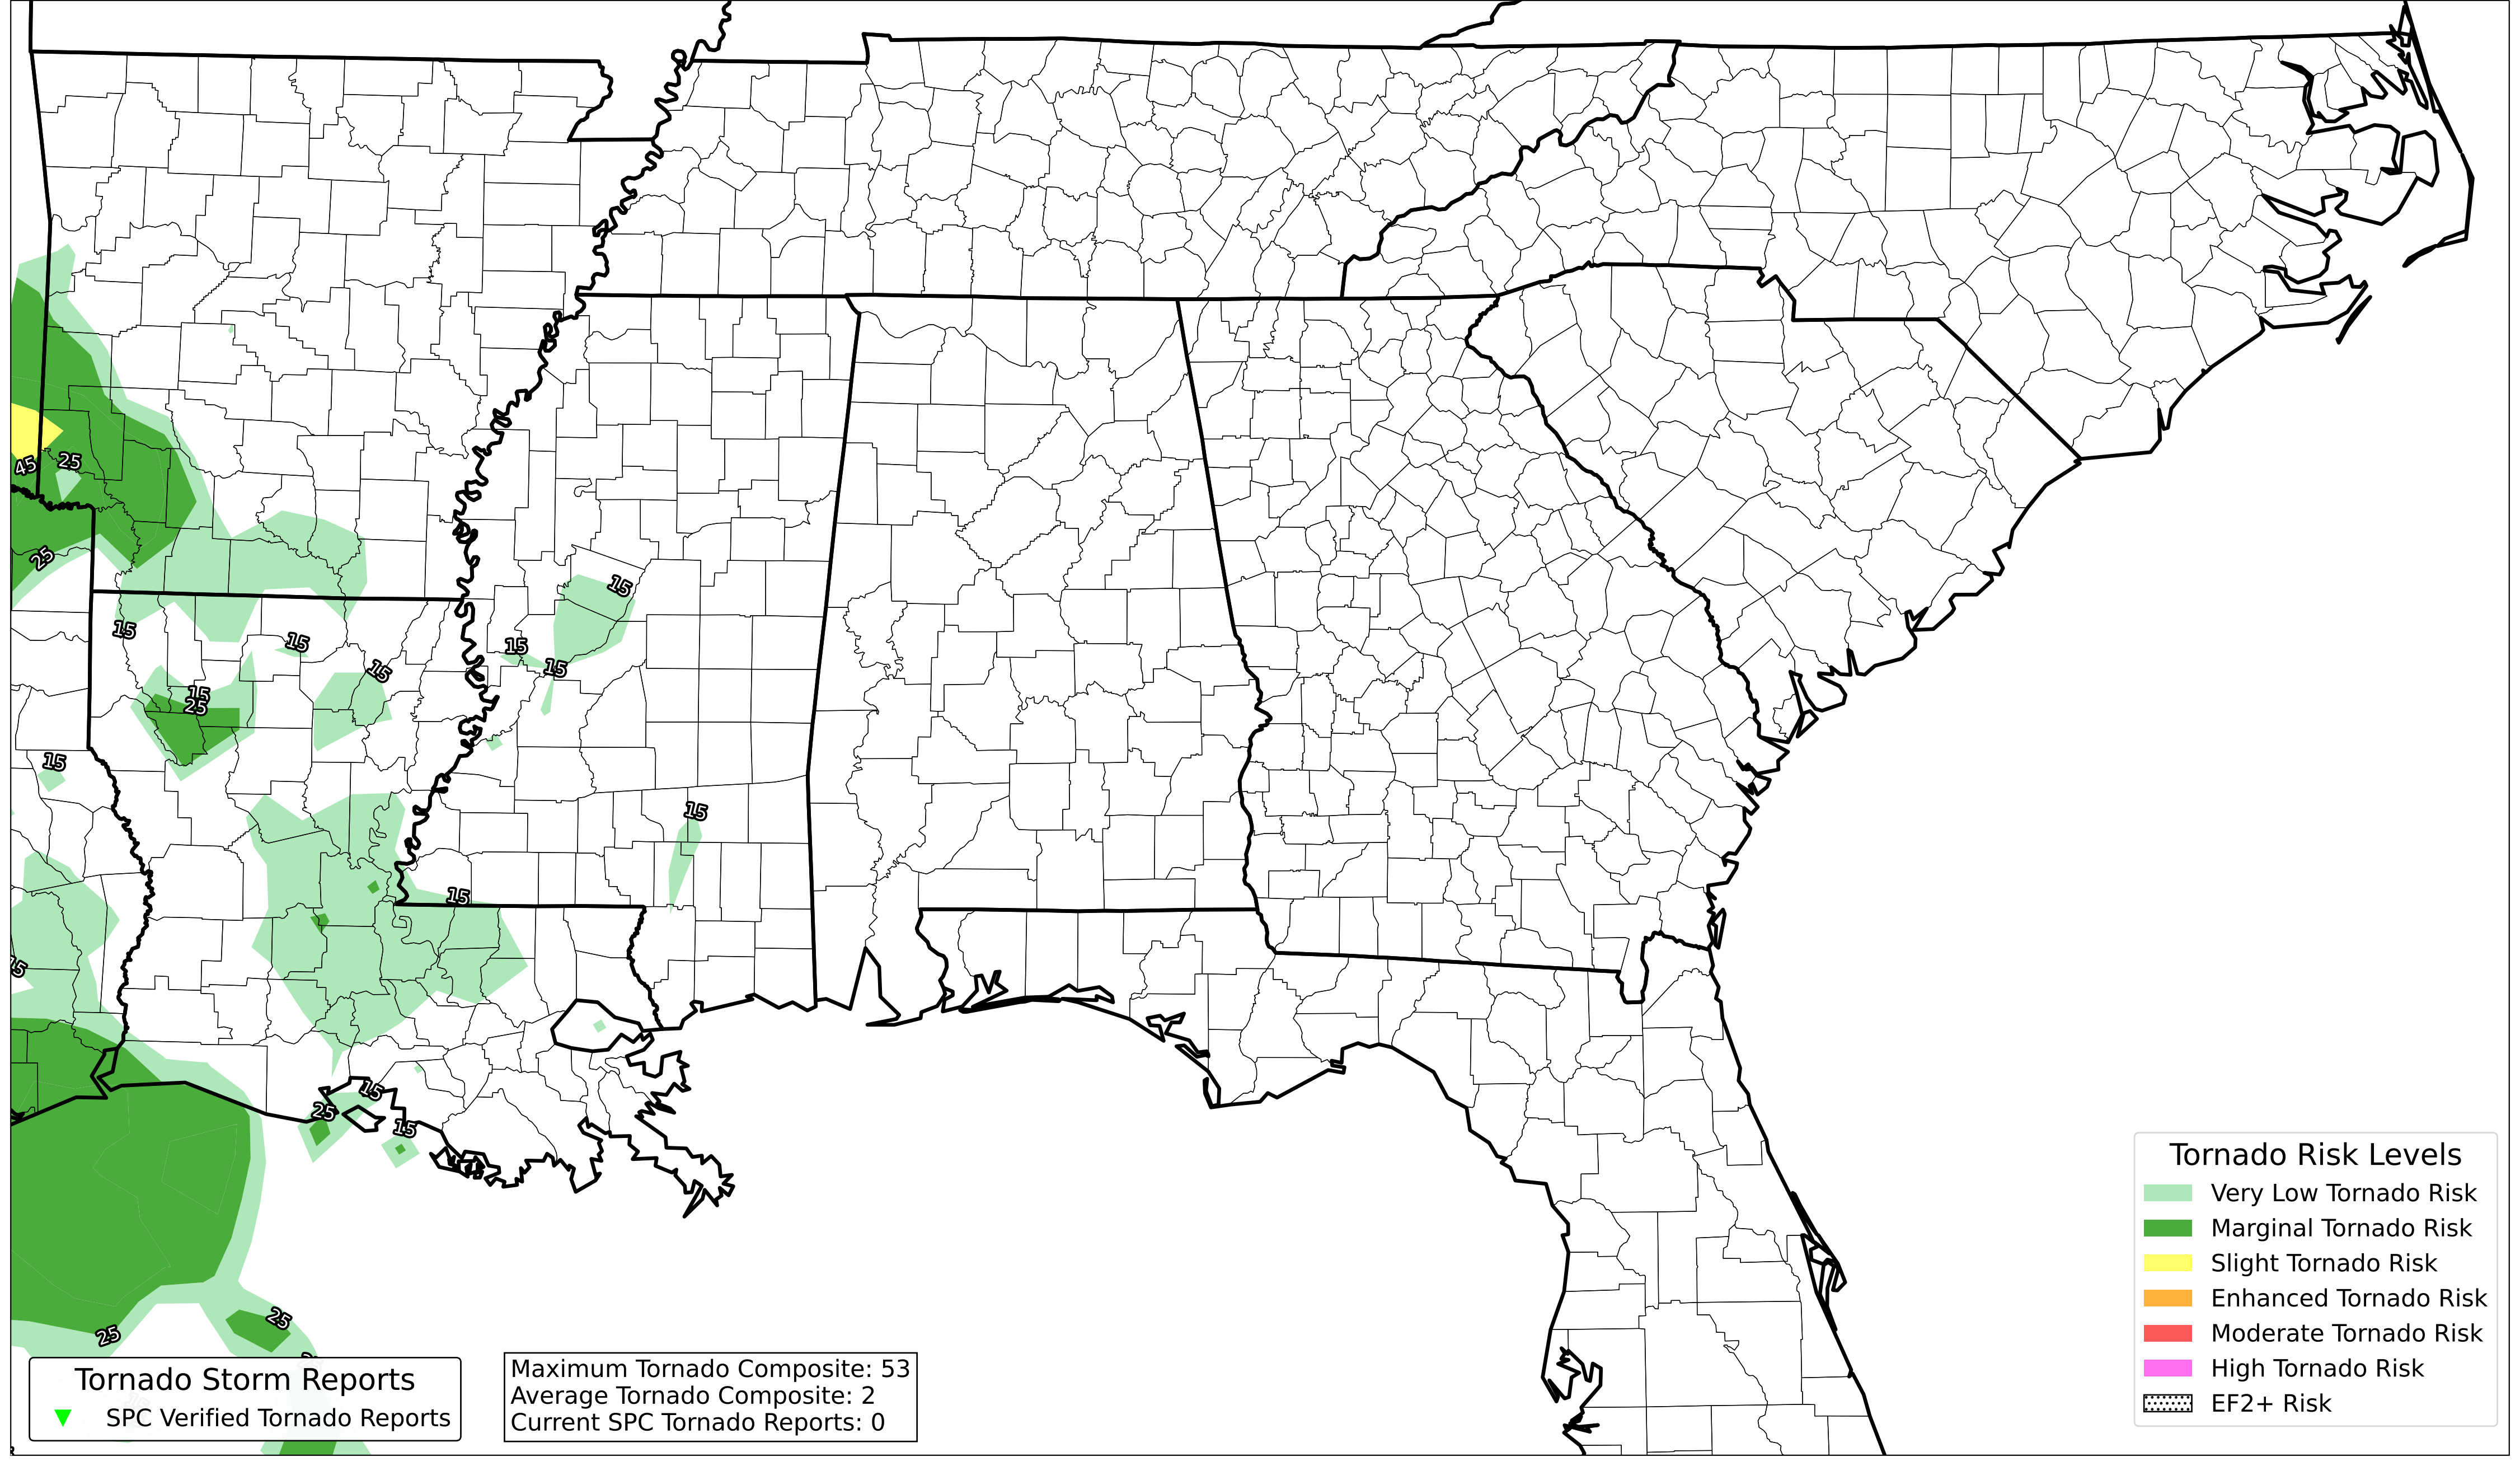 45
25
25
15
15
15
15
15
15
15
25
15
15
15
15
25
15
25
25
Tornado Storm Reports
SPC Verified Tornado Reports
Maximum Tornado Composite: 53
Average Tornado Composite: 2
Current SPC Tornado Reports: 0
Tornado Risk Levels
Very Low Tornado Risk
Marginal Tornado Risk
Slight Tornado Risk
Enhanced Tornado Risk
Moderate Tornado Risk
High Tornado Risk
EF2+ Risk